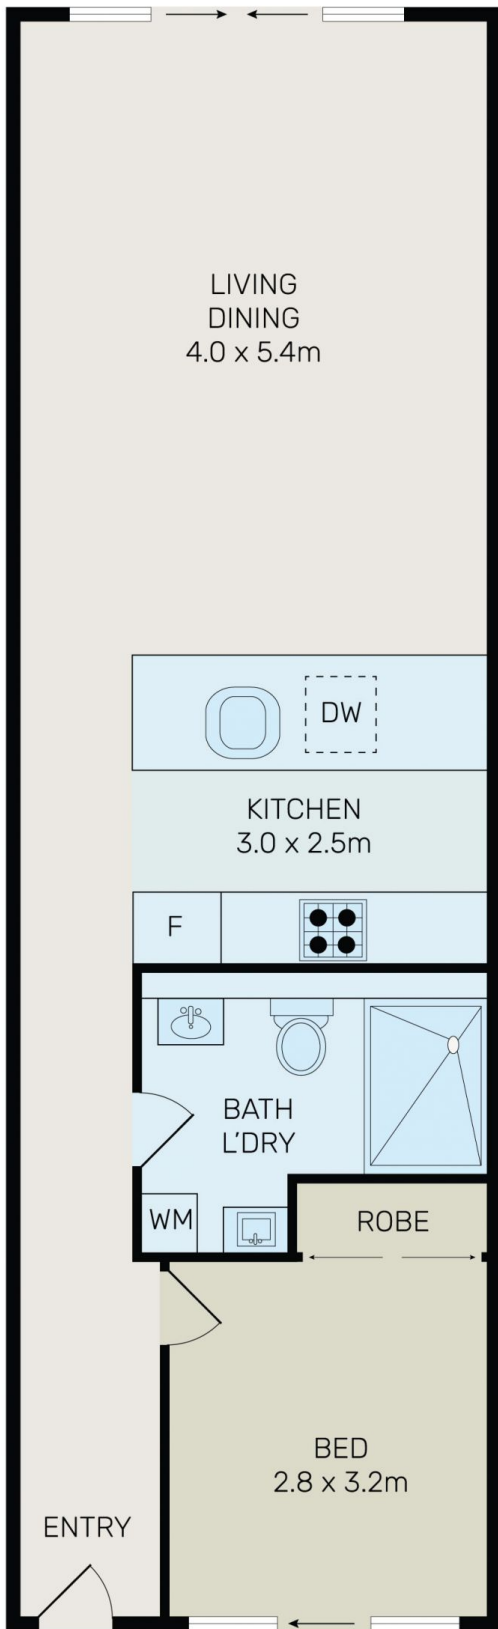 LIVING
DINING
4.0 x 5.4m
DW
KITCHEN
3.0 x 2.5m
F
BATH
L'DRY
WM
ROBE
BED
2.8 x 3.2m
ENTRY